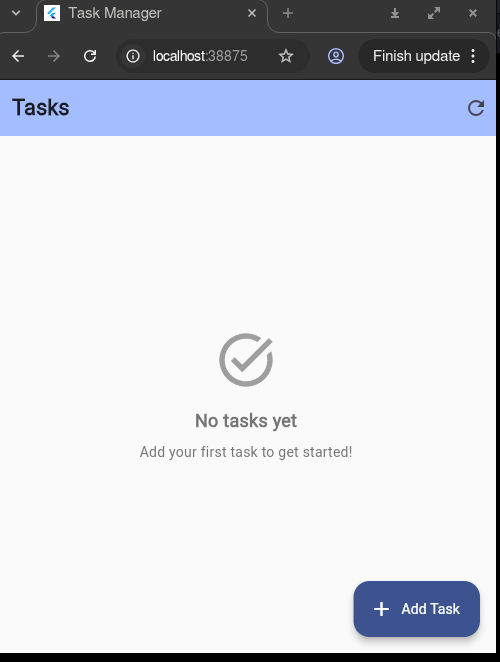 Task Manager
localhost:38875
Finish update
Tasks
No tasks yet
Add your first task to get started!
Add Task